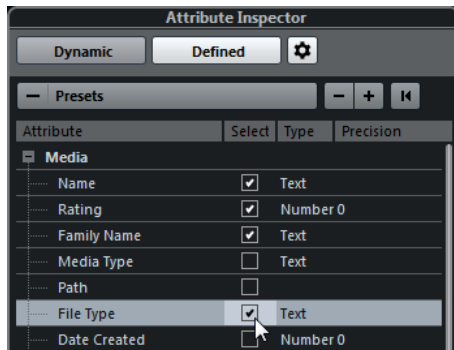 Attribute Inspector
Dynamic Defined
Presets
Attribute Select Type Precision
Media
Name Text
Rating Number 0
Family Name Text
Media Type Text
Path
File Type Text
Date Created Number 0